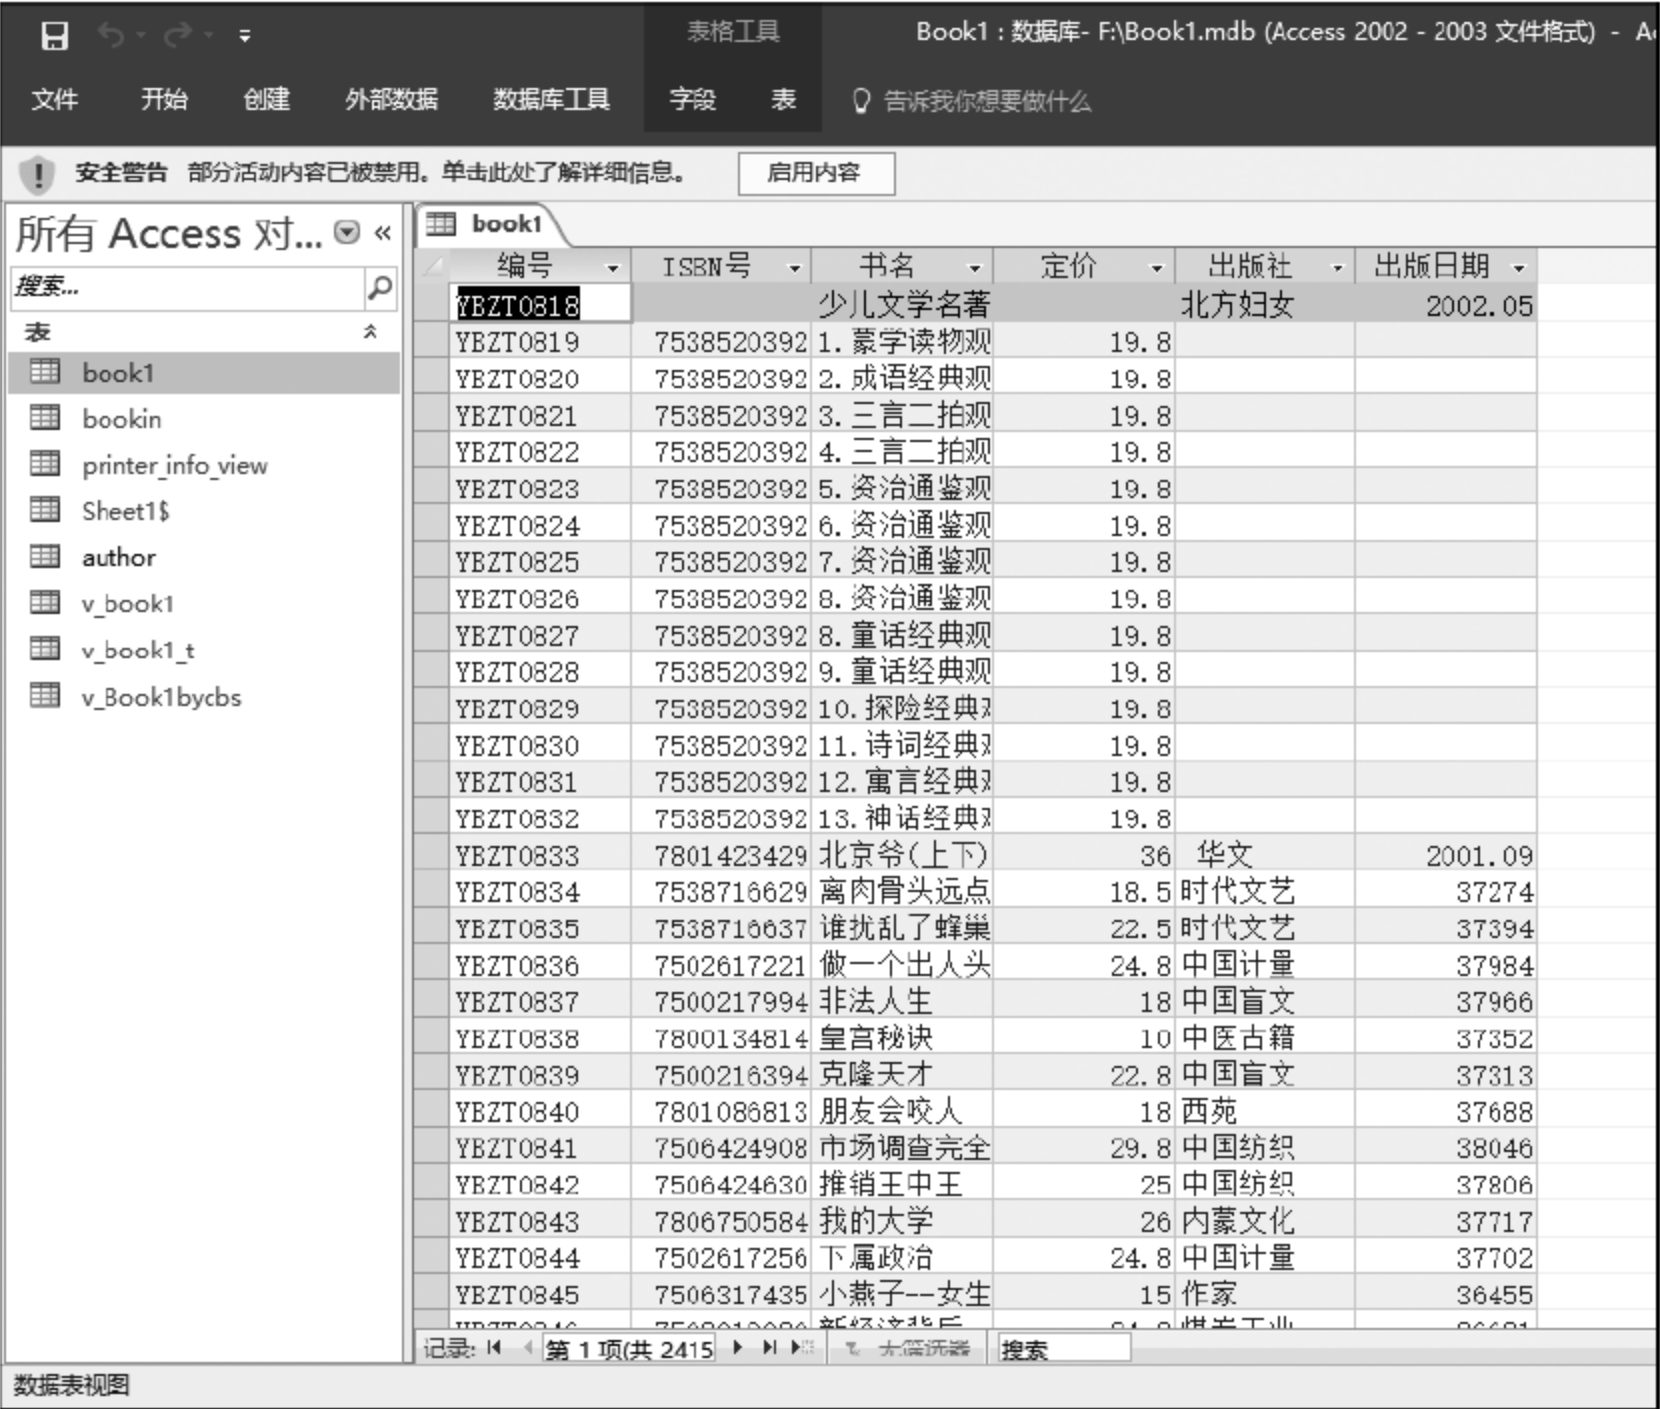 表格工具 Book1 : 数据库- F:\Book1.mdb (Access 2002 - 2003 文件格式) -
文件 开始 创建 外部数据 数据库工具 字段 表 告诉我你想要做什么
安全警告 部分活动内容已被禁用。单击此处了解详细信息。 启用内容
所有 Access 对... «
搜索...
表
book1
bookin
printer_info_view
Sheet1$
author
v_book1
v_book1_t
v_Book1bycbs
book1
编号 ISBN号 书名 定价 出版社 出版日期
YBZT0818 少儿文学名著 北方妇女 2002.05
YBZT0819 7538520392 1.蒙学读物观 19.8
YBZT0820 7538520392 2.成语经典观 19.8
YBZT0821 7538520392 3.三言二拍观 19.8
YBZT0822 7538520392 4.三言二拍观 19.8
YBZT0823 7538520392 5.资治通鉴观 19.8
YBZT0824 7538520392 6.资治通鉴观 19.8
YBZT0825 7538520392 7.资治通鉴观 19.8
YBZT0826 7538520392 8.资治通鉴观 19.8
YBZT0827 7538520392 8.童话经典观 19.8
YBZT0828 7538520392 9.童话经典观 19.8
YBZT0829 7538520392 10.探险经典 19.8
YBZT0830 7538520392 11.诗词经典 19.8
YBZT0831 7538520392 12.寓言经典 19.8
YBZT0832 7538520392 13.神话经典 19.8
YBZT0833 7801423429 北京爷(上下) 36 华文 2001.09
YBZT0834 7538716629 离肉骨头远点 18.5 时代文艺 37274
YBZT0835 7538716637 谁扰乱了蜂巢 22.5 时代文艺 37394
YBZT0836 7502617221 做一个出人头 24.8 中国计量 37984
YBZT0837 7500217994 非法人生 18 中国盲文 37966
YBZT0838 7800134814 皇宫秘诀 10 中医古籍 37352
YBZT0839 7500216394 克隆天才 22.8 中国盲文 37313
YBZT0840 7801086813 朋友会咬人 18 西苑 37688
YBZT0841 7506424908 市场调查完全 29.8 中国纺织 38046
YBZT0842 7506424630 推销王中王 25 中国纺织 37806
YBZT0843 7806750584 我的大学 26 内蒙文化 37717
YBZT0844 7502617256 下属政治 24.8 中国计量 37702
YBZT0845 7506317435 小燕子--女生 15 作家 36455
记录: 第 1 项(共 2415 无筛选器 搜索
数据表视图